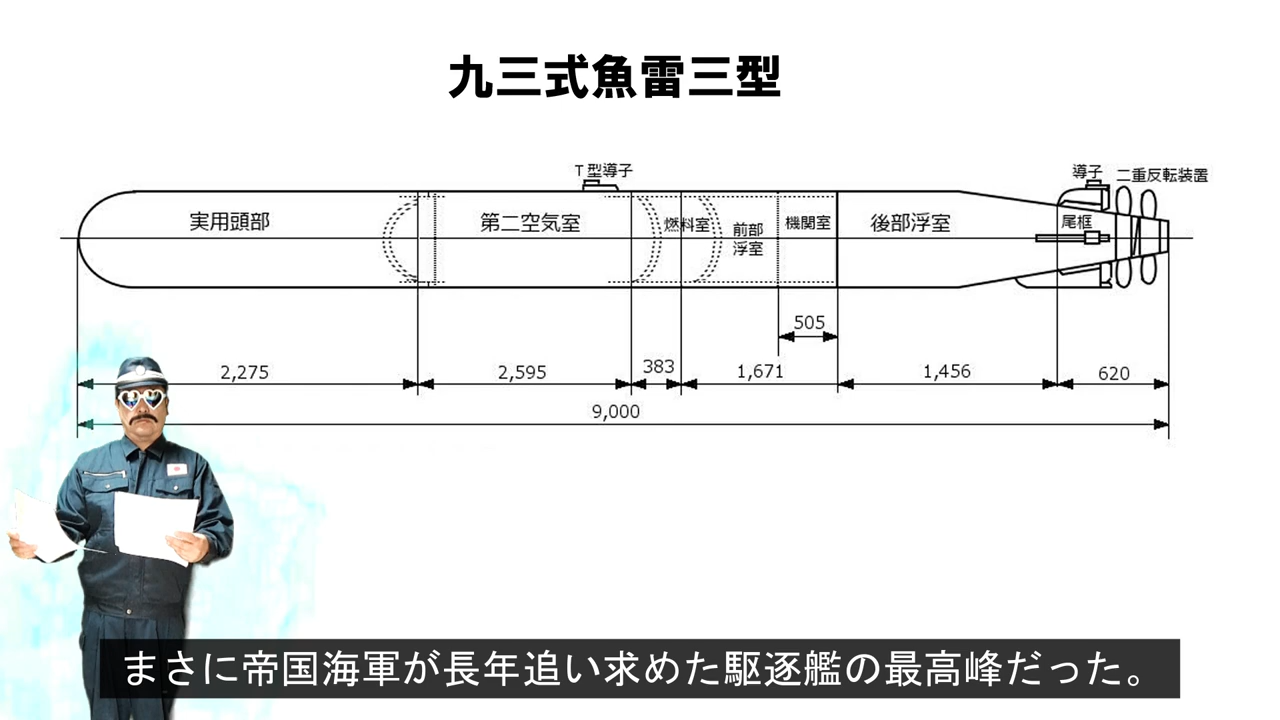 九三式魚雷三型
T型導子
導子
二重反転装置
実用頭部
第二空気室
燃料室
前部
浮室
機関室
後部浮室
尾框
505
2,275
2,595
383
1,671
1,456
620
9,000
まさに帝国海軍が長年追い求めた駆逐艦の最高峰だった。